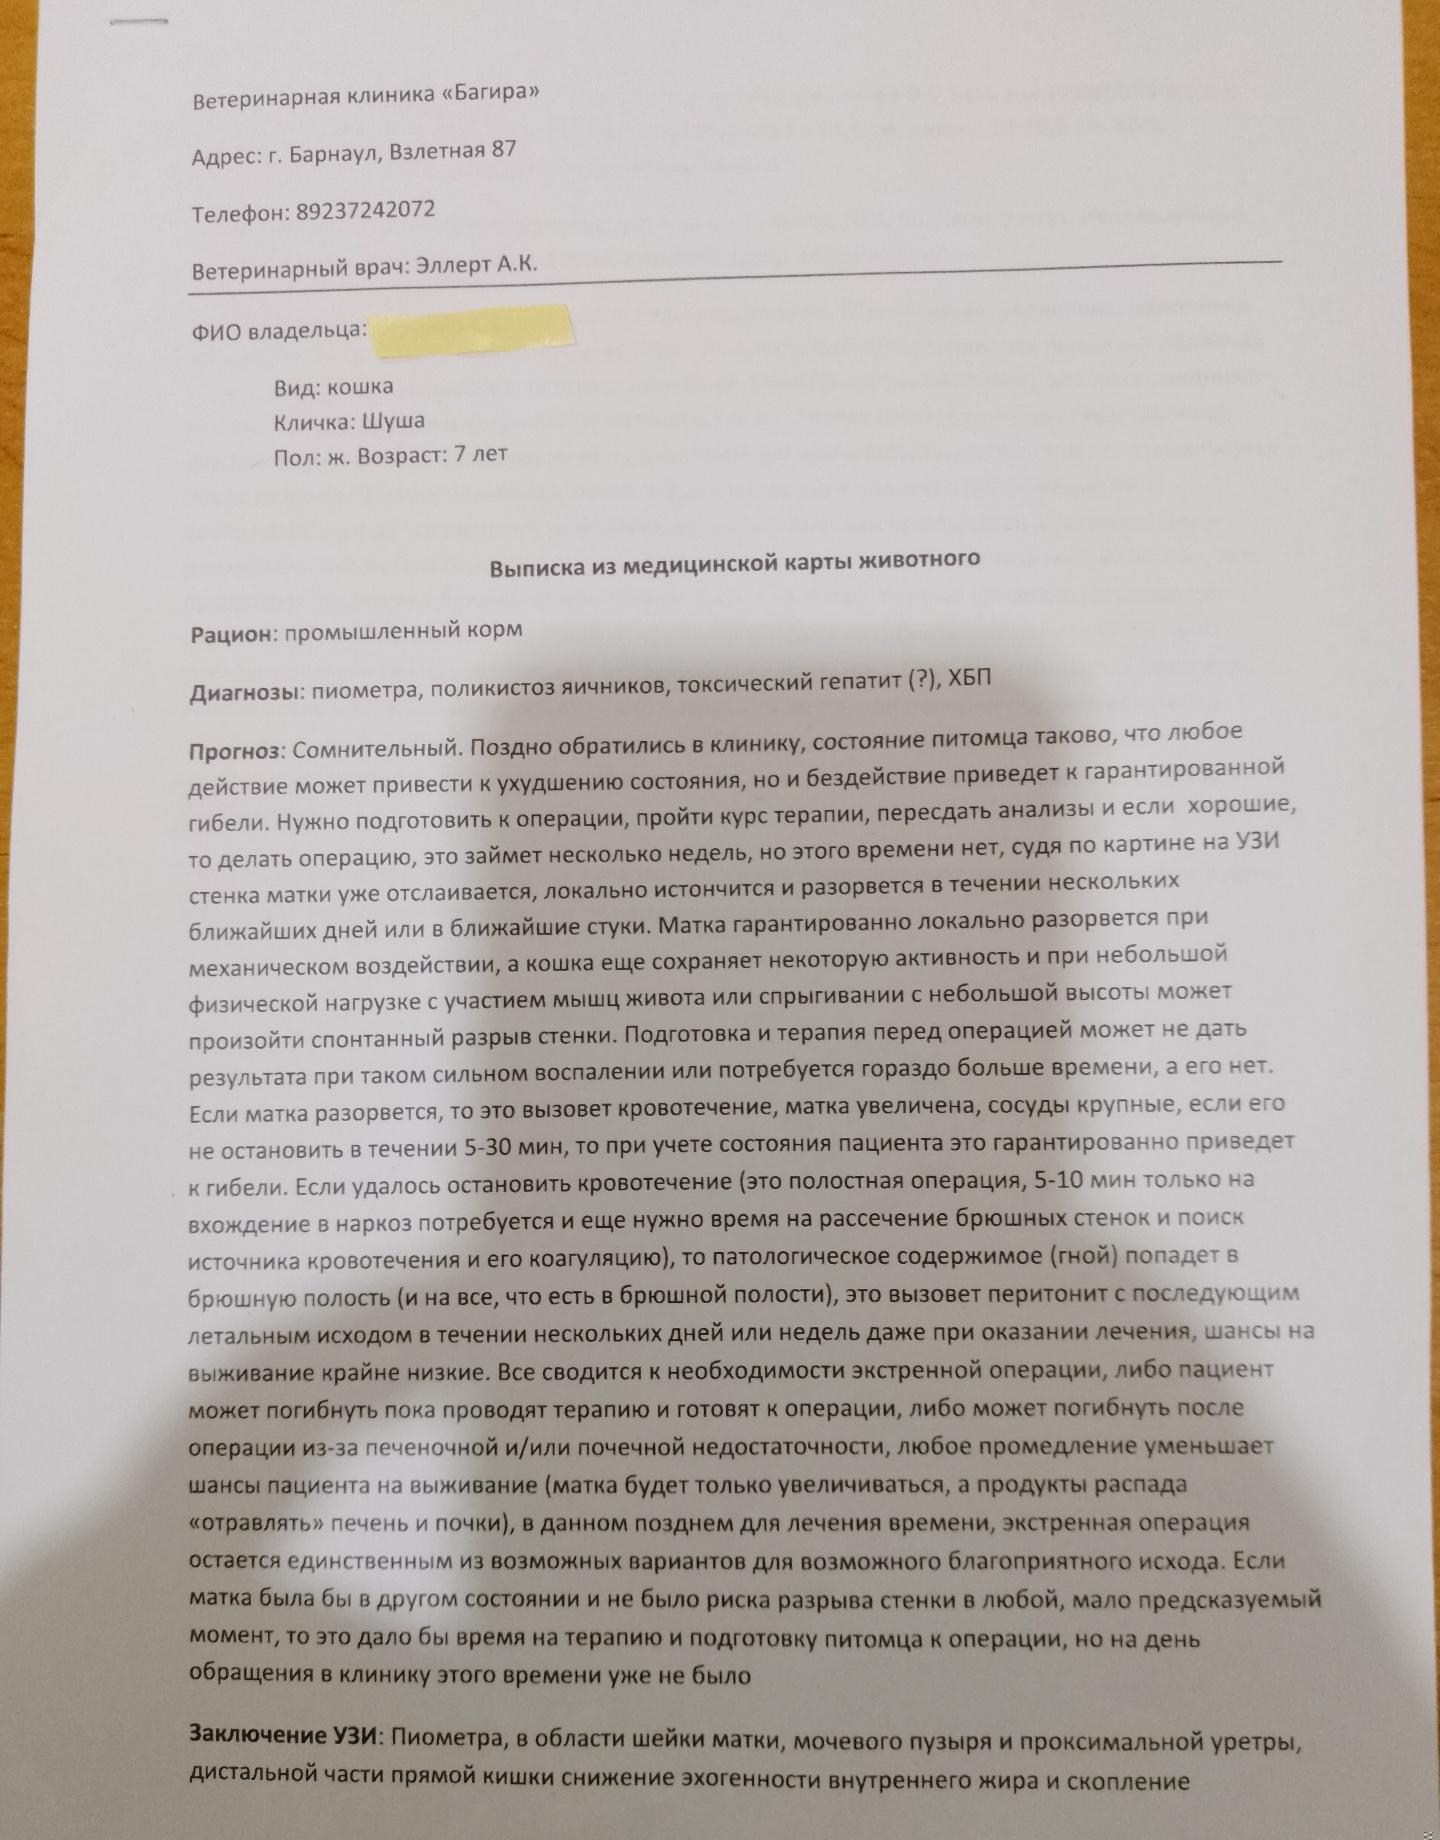 Ветеринарная клиника «Багира»
Адрес: г. Барнаул, Взлетная 87
Телефон: 89237242072
Ветеринарный врач: Эллерт А.К.
ФИО владельца:
Вид: кошка
Кличка: Шуша
Пол: ж. Возраст: 7 лет
Выписка из медицинской карты животного
Рацион: промышленный корм
Диагнозы: пиометра, поликистоз яичников, токсический гепатит (?), ХБП
Прогноз: Сомнительный. Поздно обратились в клинику, состояние питомца таково, что любое
действие может привести к ухудшению состояния, но и бездействие приведет к гарантированной
гибели. Нужно подготовить к операции, пройти курс терапии, пересдать анализы и если хорошие,
то делать операцию, это займет несколько недель, но этого времени нет, судя по картине на УЗИ
стенка матки уже отслаивается, локально истончится и разорвется в течении нескольких
ближайших дней или в ближайшие стуки. Матка гарантированно локально разорвется при
механическом воздействии, а кошка еще сохраняет некоторую активность и при небольшой
физической нагрузке с участием мышц живота или спрыгивании с небольшой высоты может
произойти спонтанный разрыв стенки. Подготовка и терапия перед операцией может не дать
результата при таком сильном воспалении или потребуется гораздо больше времени, а его нет.
Если матка разорвется, то это вызовет кровотечение, матка увеличена, сосуды крупные, если его
не остановить в течении 5-30 мин, то при учете состояния пациента это гарантированно приведет
к гибели. Если удалось остановить кровотечение (это полостная операция, 5-10 мин только на
вхождение в наркоз потребуется и еще нужно время на рассечение брюшных стенок и поиск
источника кровотечения и его коагуляцию), то патологическое содержимое (гной) попадет в
брюшную полость (и на все, что есть в брюшной полости), это вызовет перитонит с последующим
летальным исходом в течении нескольких дней или недель даже при оказании лечения, шансы на
выживание крайне низкие. Все сводится к необходимости экстренной операции, либо пациент
может погибнуть пока проводят терапию и готовят к операции, либо может погибнуть после
операции из-за печеночной и/или почечной недостаточности, любое промедление уменьшает
шансы пациента на выживание (матка будет только увеличиваться, а продукты распада
«отравлять» печень и почки), в данном позднем для лечения времени, экстренная операция
остается единственным из возможных вариантов для возможного благоприятного исхода. Если
матка была бы в другом состоянии и не было риска разрыва стенки в любой, мало предсказуемый
момент, то это дало бы время на терапию и подготовку питомца к операции, но на день
обращения в клинику этого времени уже не было
Заключение УЗИ: Пиометра, в области шейки матки, мочевого пузыря и проксимальной уретры,
дистальной части прямой кишки снижение эхогенности внутреннего жира и скопление